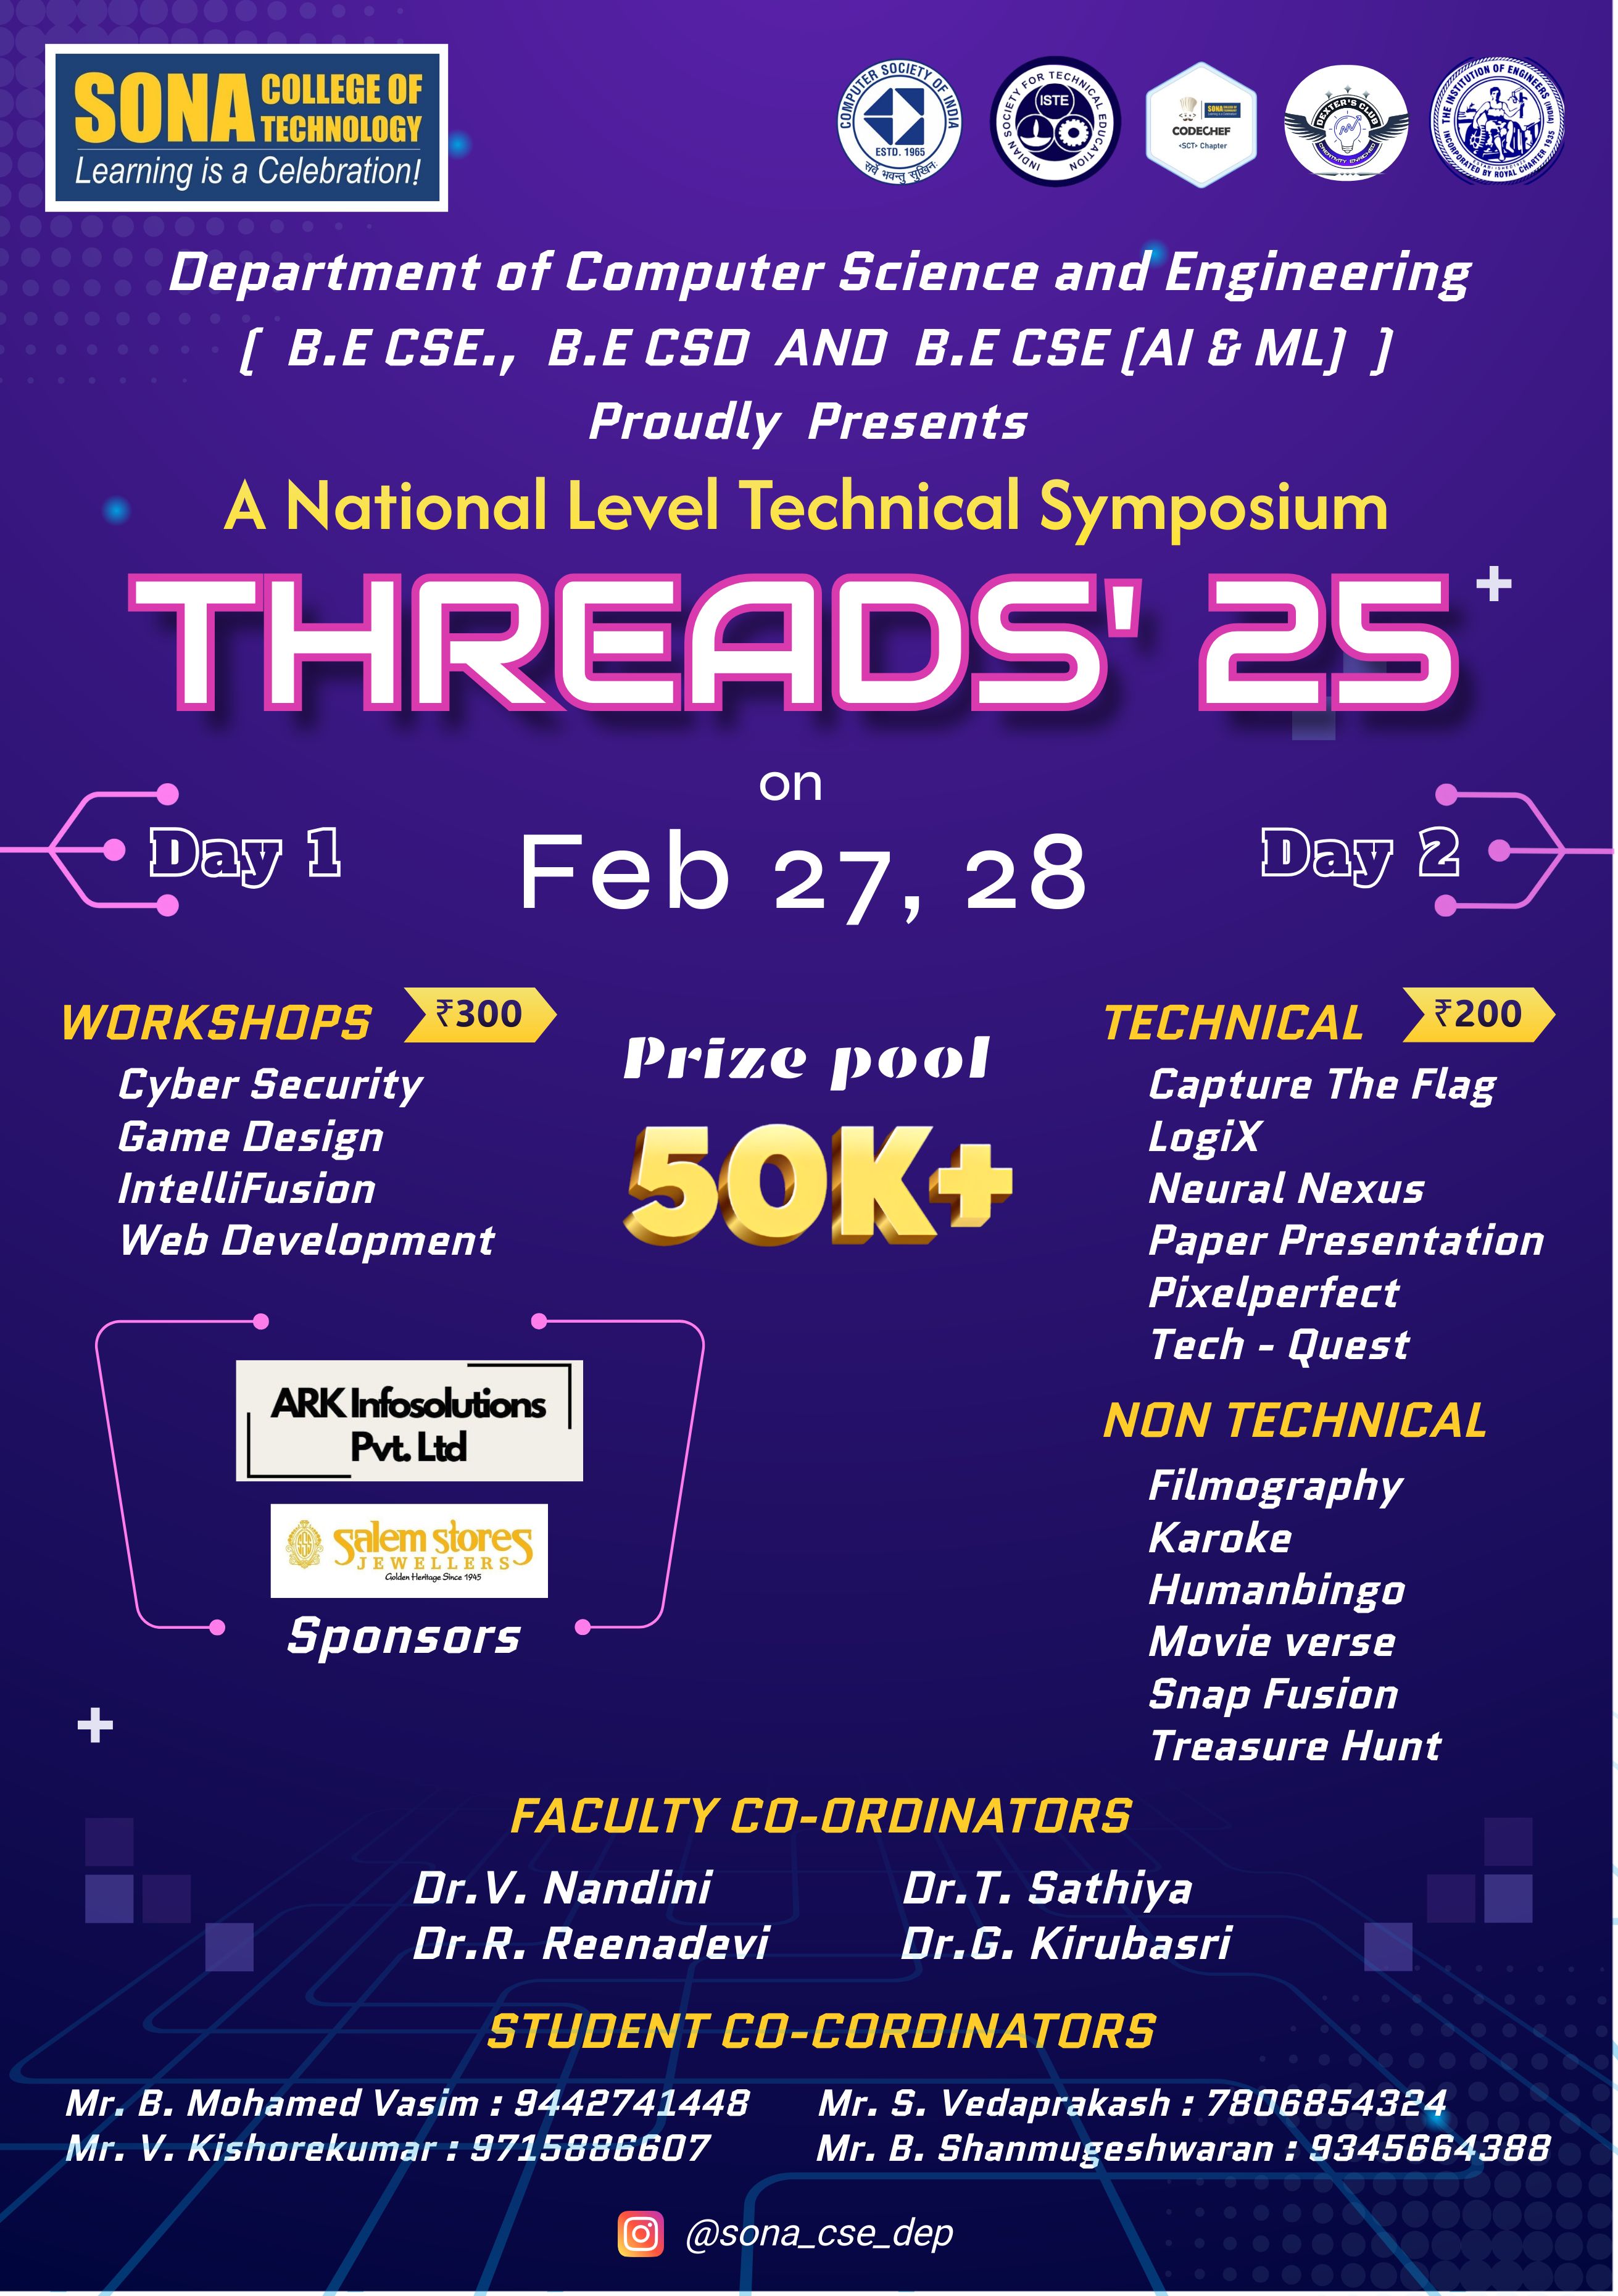 SONA COLLEGE OF TECHNOLOGY
Learning is a Celebration!
COMPUTER SOCIETY OF INDIA
ESTD. 1965
सर्वे भवन्तु सुखिनः
INDIAN SOCIETY FOR TECHNICAL EDUCATION
ISTE
CODECHEF
<SCT> Chapter
DEXTER'S CLUB
THE INSTITUTION OF ENGINEERS (INDIA)
INCORPORATED BY ROYAL CHARTER 1935
Department of Computer Science and Engineering
( B.E CSE., B.E CSD AND B.E CSE (AI & ML) )
Proudly Presents
A National Level Technical Symposium
THREADS' 25
on
Day 1
Feb 27, 28
Day 2
WORKSHOPS ₹300
Cyber Security
Game Design
IntelliFusion
Web Development
Prize pool
50K+
TECHNICAL ₹200
Capture The Flag
LogiX
Neural Nexus
Paper Presentation
Pixelperfect
Tech - Quest
NON TECHNICAL
Filmography
Karoke
Humanbingo
Movie verse
Snap Fusion
Treasure Hunt
ARK Infosolutions
Pvt. Ltd
Salem Stores
JEWELLERS
Golden Heritage Since 1945
Sponsors
FACULTY CO-ORDINATORS
Dr.V. Nandini Dr.T. Sathiya
Dr.R. Reenadevi Dr.G. Kirubasri
STUDENT CO-CORDINATORS
Mr. B. Mohamed Vasim : 9442741448 Mr. S. Vedaprakash : 7806854324
Mr. V. Kishorekumar : 9715886607 Mr. B. Shanmugeshwaran : 9345664388
@sona_cse_dep